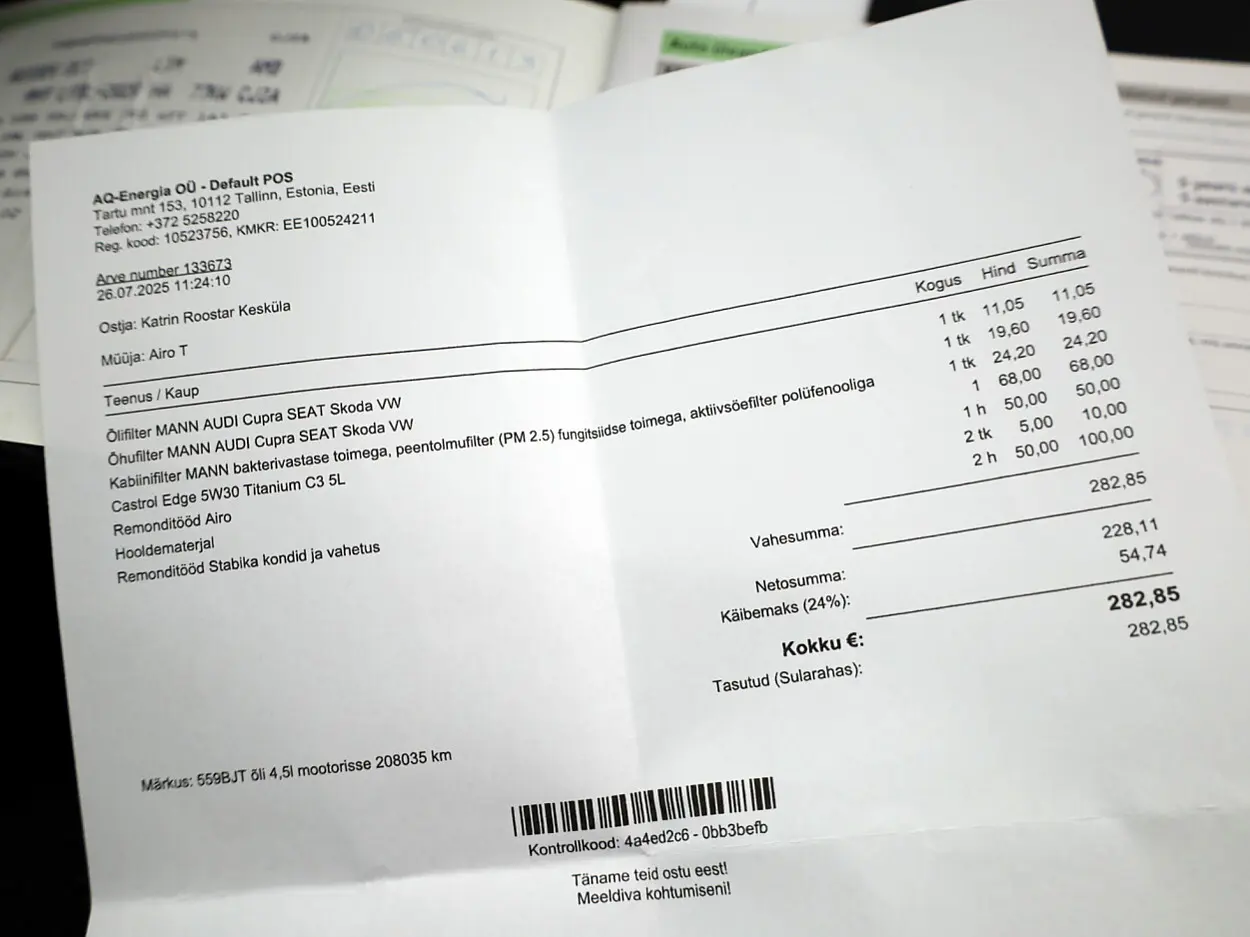 AQ-Energia OÜ - Default POS
Tartu mnt 153, 10112 Tallinn, Estonia, Eesti
Telefon: +372 5258220
Reg. kood: 10523756, KMKR: EE100524211
Arve number 133673
26.07.2025 11:24:10
Ostja: Katrin Roostar Kesküla
Müüja: Airo T
Teenus / Kaup Kogus Hind Summa
Õlifilter MANN AUDI Cupra SEAT Skoda VW 1 tk 11,05 11,05
Õhufilter MANN AUDI Cupra SEAT Skoda VW 1 tk 19,60 19,60
Kabiinifilter MANN bakterivastase toimega, peentolmufilter (PM 2.5) fungitsiidse toimega, aktiivsöefilter polüfenooliga 1 tk 24,20 24,20
Castrol Edge 5W30 Titanium C3 5L 1 68,00 68,00
Remonditööd Airo 1 h 50,00 50,00
Hooldematerjal 2 tk 5,00 10,00
Remonditööd Stabika kondid ja vahetus 2 h 50,00 100,00
Vahesumma: 282,85
Netosumma: 228,11
Käibemaks (24%): 54,74
Kokku €: 282,85
Tasutud (Sularahas): 282,85
Märkus: 559BJT õli 4,5l mootorisse 208035 km
Kontrollkood: 4a4ed2c6 - 0bb3befb
Täname teid ostu eest!
Meeldiva kohtumiseni!